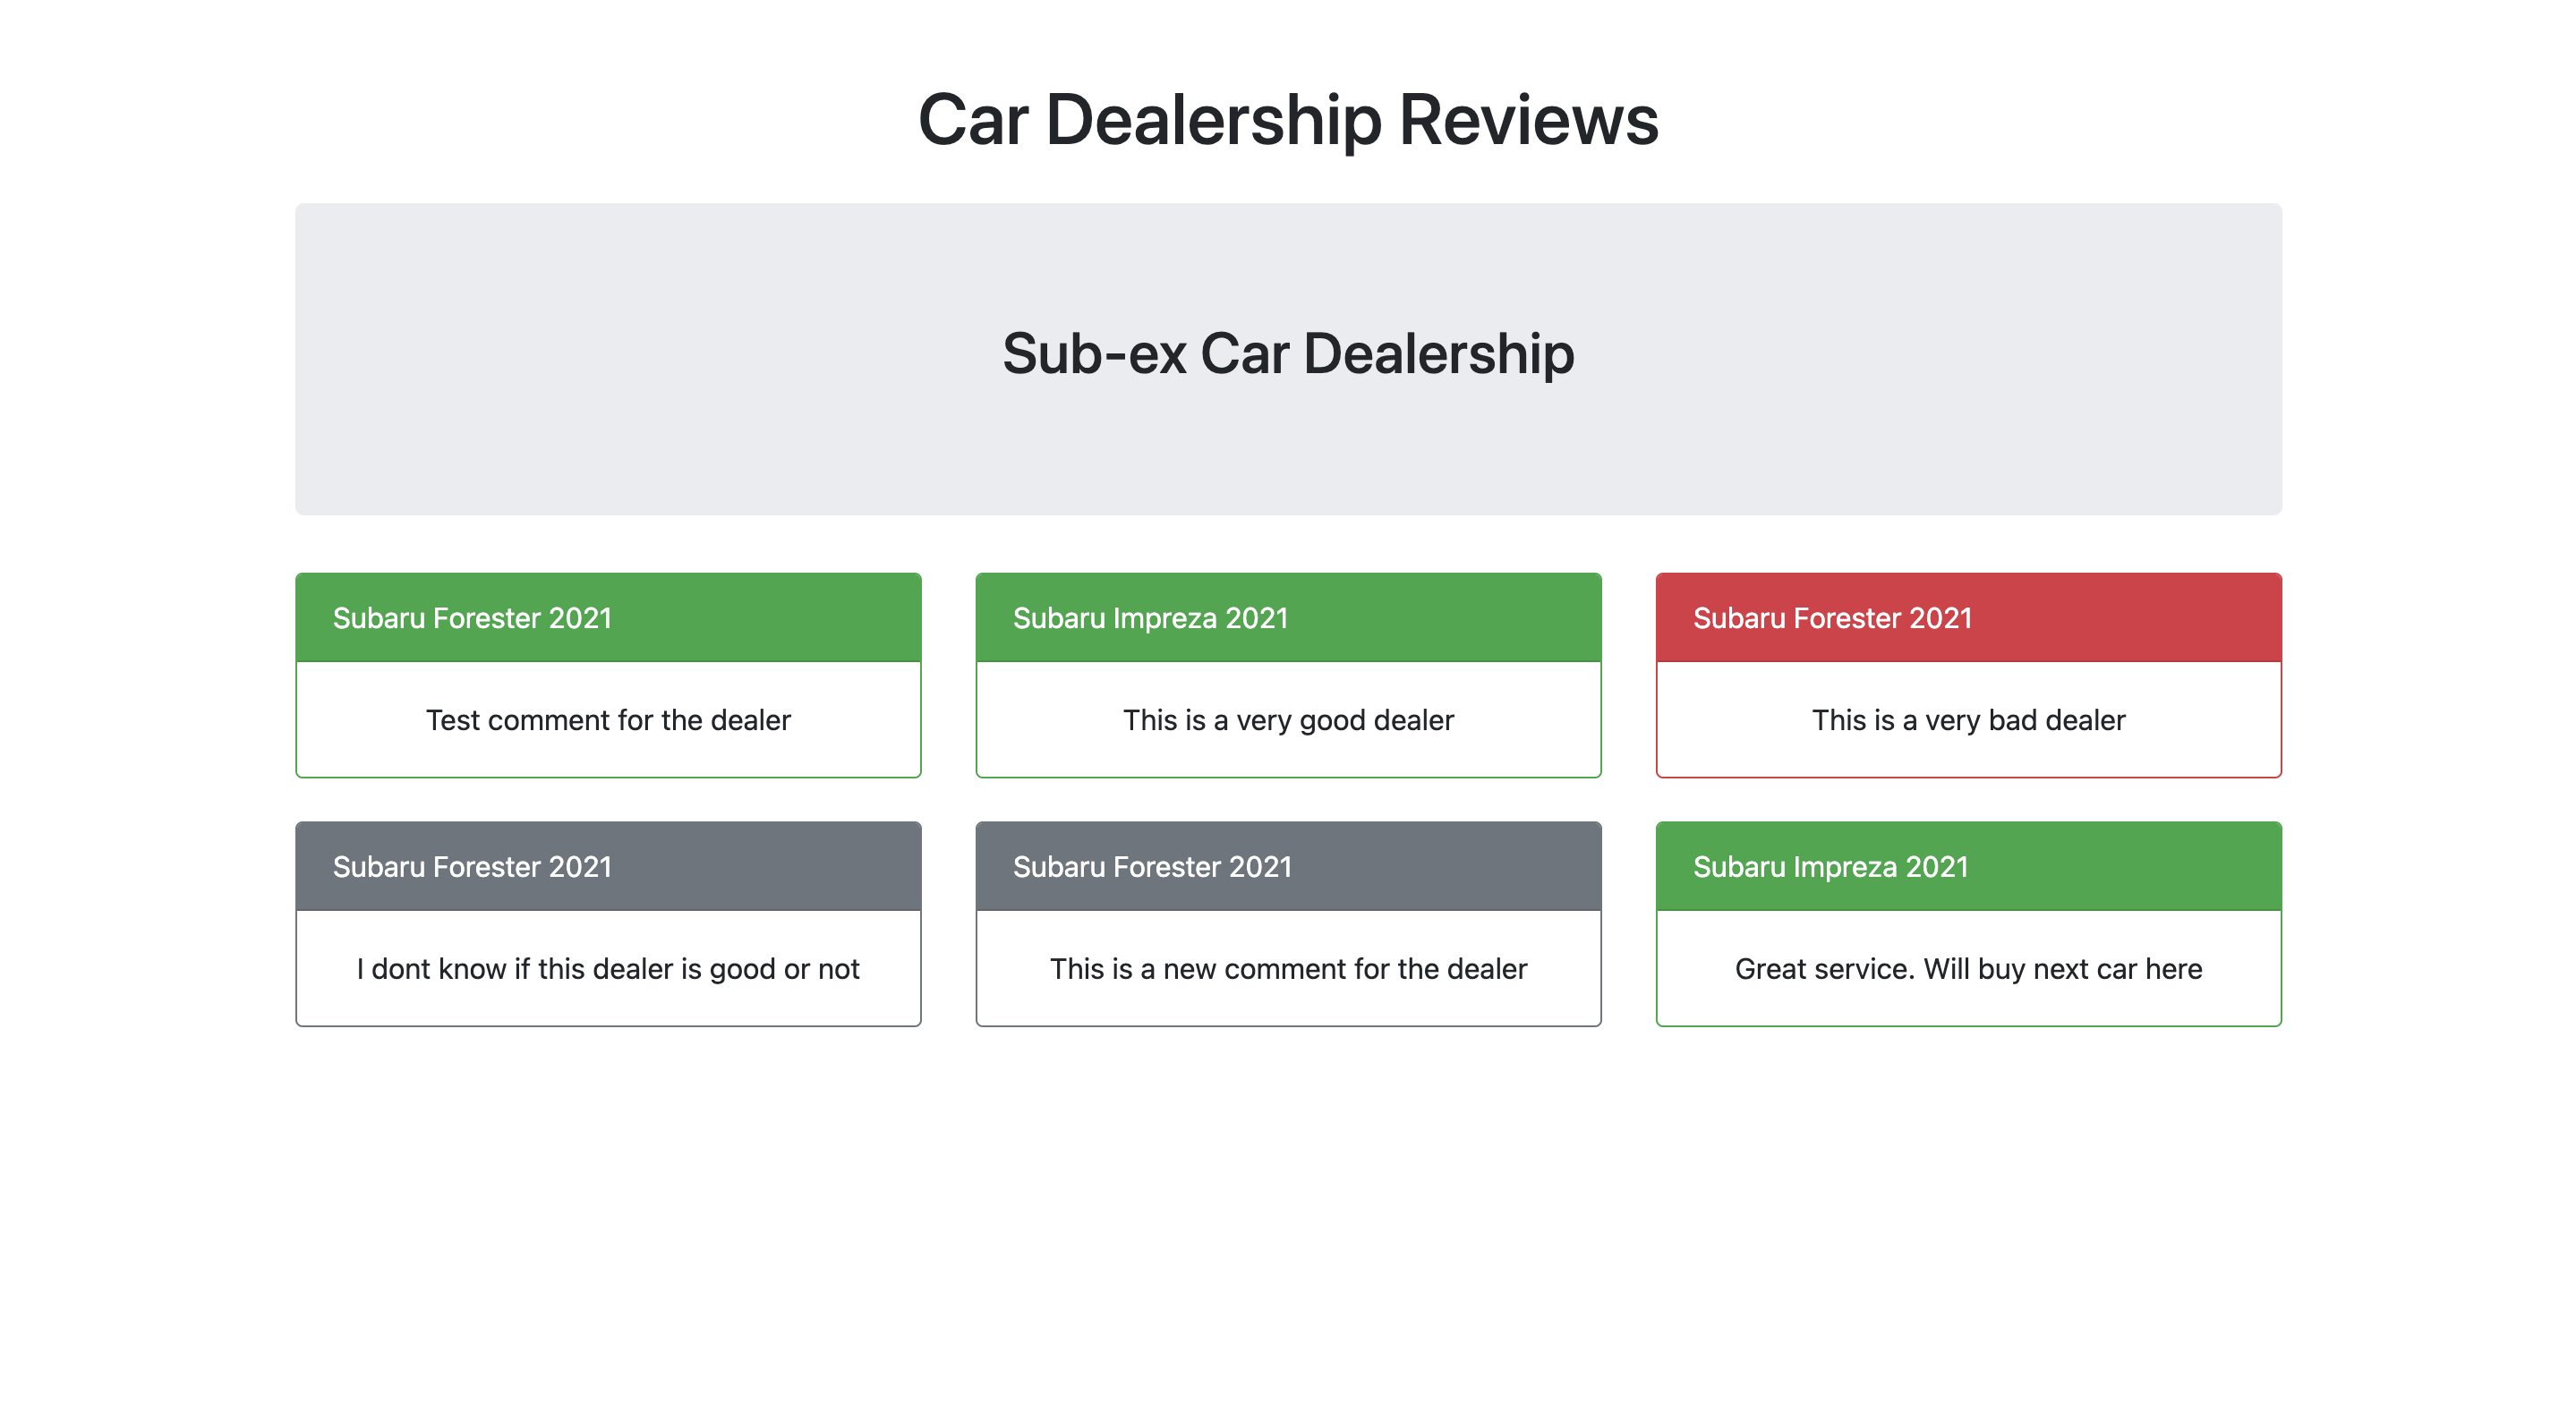 Car Dealership Reviews
Sub-ex Car Dealership
Subaru Forester 2021
Test comment for the dealer
Subaru Impreza 2021
This is a very good dealer
Subaru Forester 2021
This is a very bad dealer
Subaru Forester 2021
I dont know if this dealer is good or not
Subaru Forester 2021
This is a new comment for the dealer
Subaru Impreza 2021
Great service. Will buy next car here